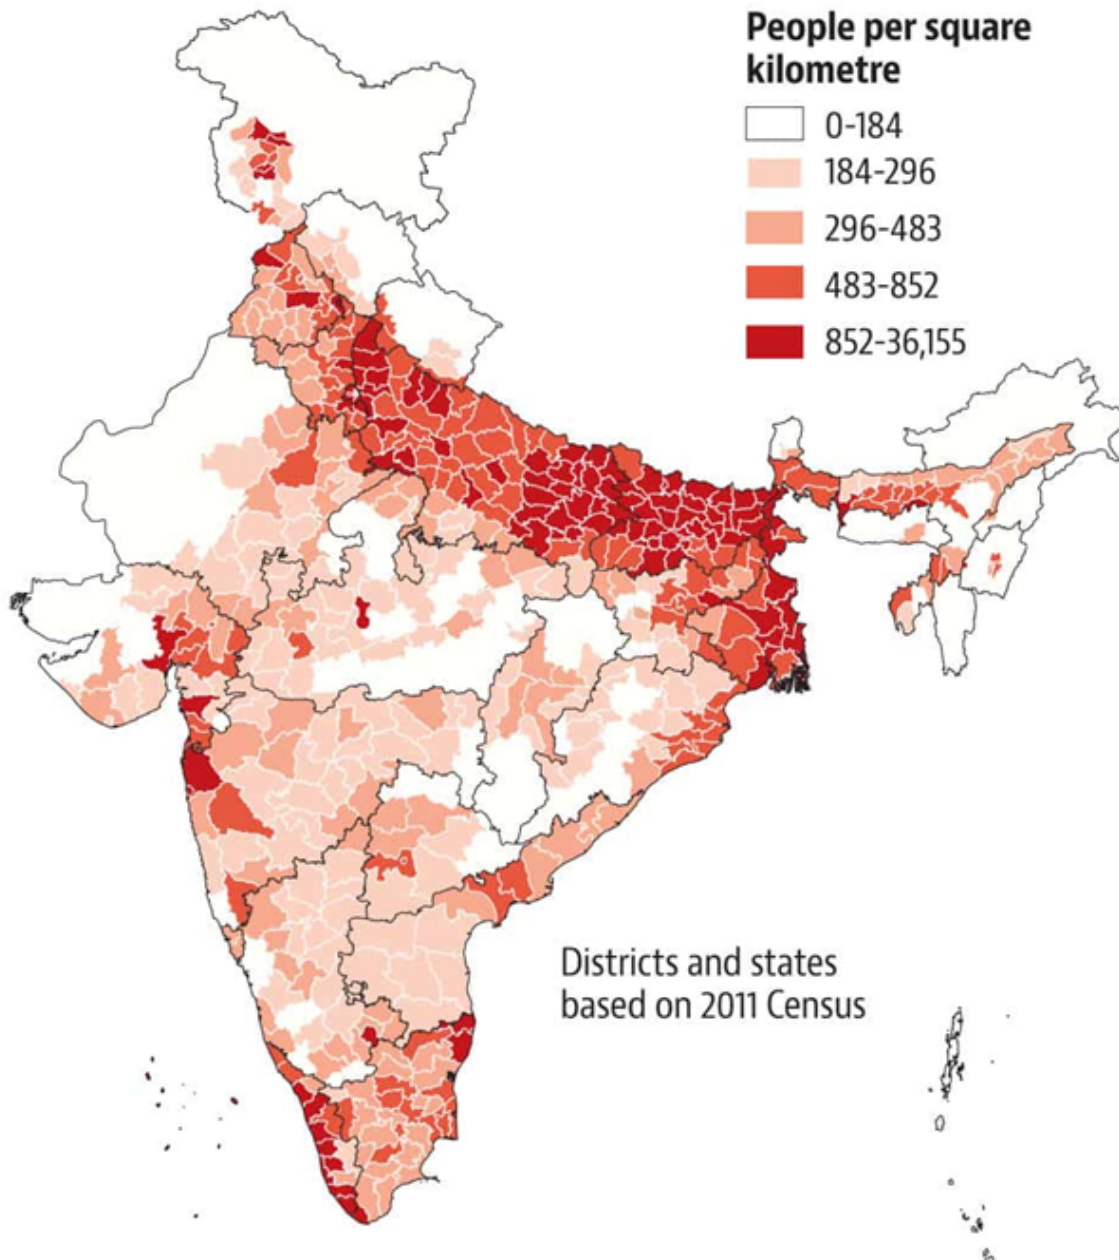 People per square
kilometre
0-184
184-296
296-483
483-852
852-36,155
Districts and states
based on 2011 Census